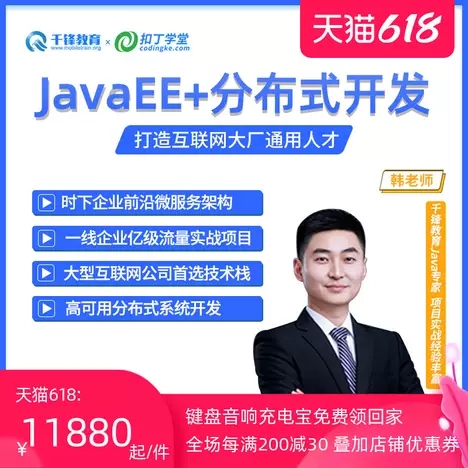 千锋教育
www.mobiletrain.org
×
扣丁学堂
codingke.com
天猫618
JavaEE+分布式开发
打造互联网大厂通用人才
韩老师
千锋教育Java专家 项目实战经验丰富
时下企业前沿微服务架构
一线企业亿级流量实战项目
大型互联网公司首选技术栈
高可用分布式系统开发
天猫618:
¥11880起/件
键盘音响充电宝免费领回家
全场每满200减30 叠加店铺优惠券